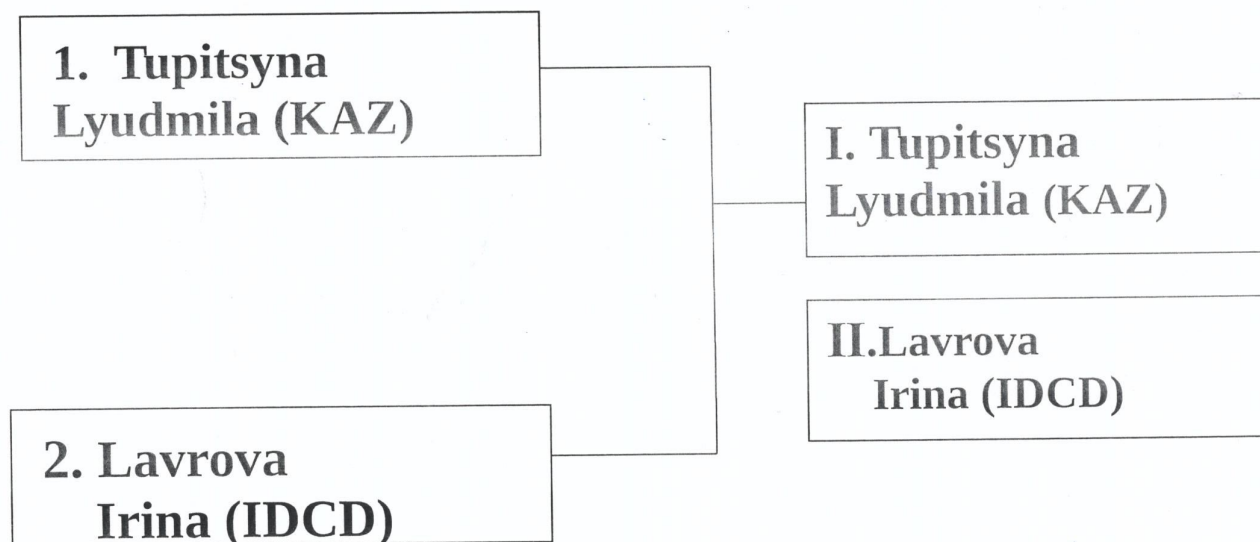 1. Tupitsyna
Lyudmila (KAZ)
I. Tupitsyna
Lyudmila (KAZ)
II.Lavrova
Irina (IDCD)
2. Lavrova
Irina (IDCD)